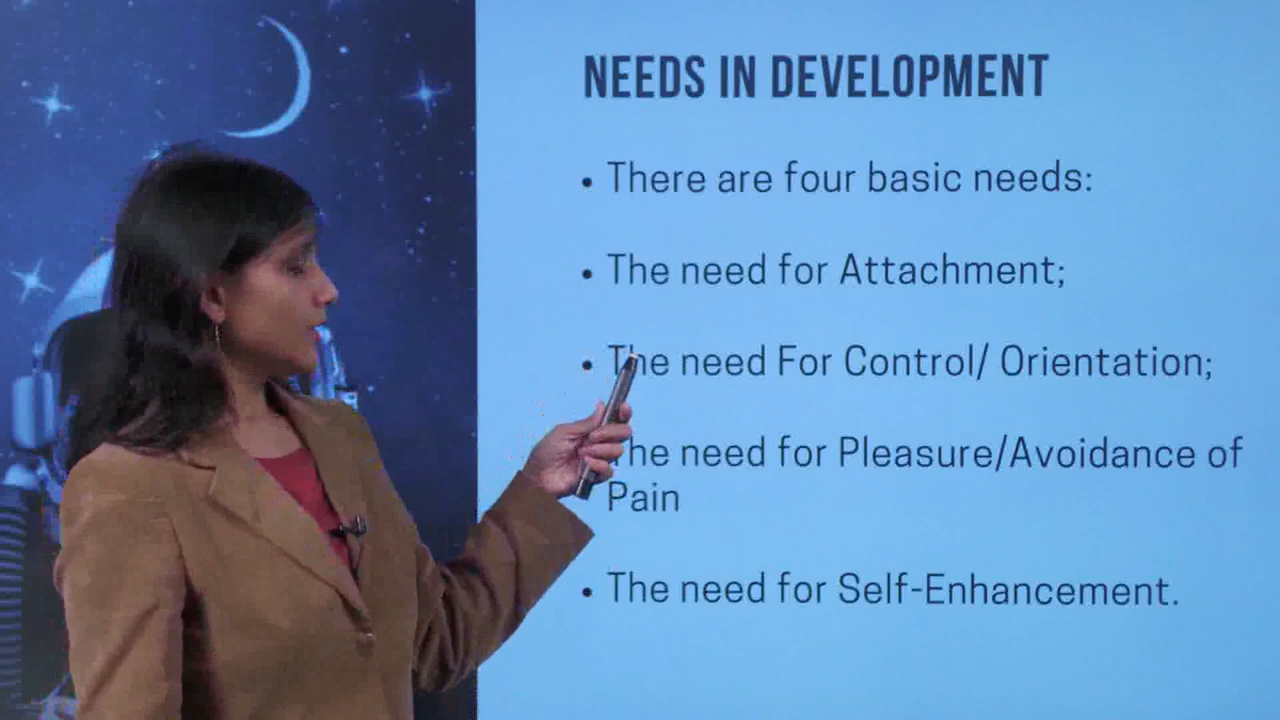 NEEDS IN DEVELOPMENT
• There are four basic needs:
• The need for Attachment;
• The need For Control/ Orientation;
The need for Pleasure/Avoidance of
Pain
• The need for Self-Enhancement.